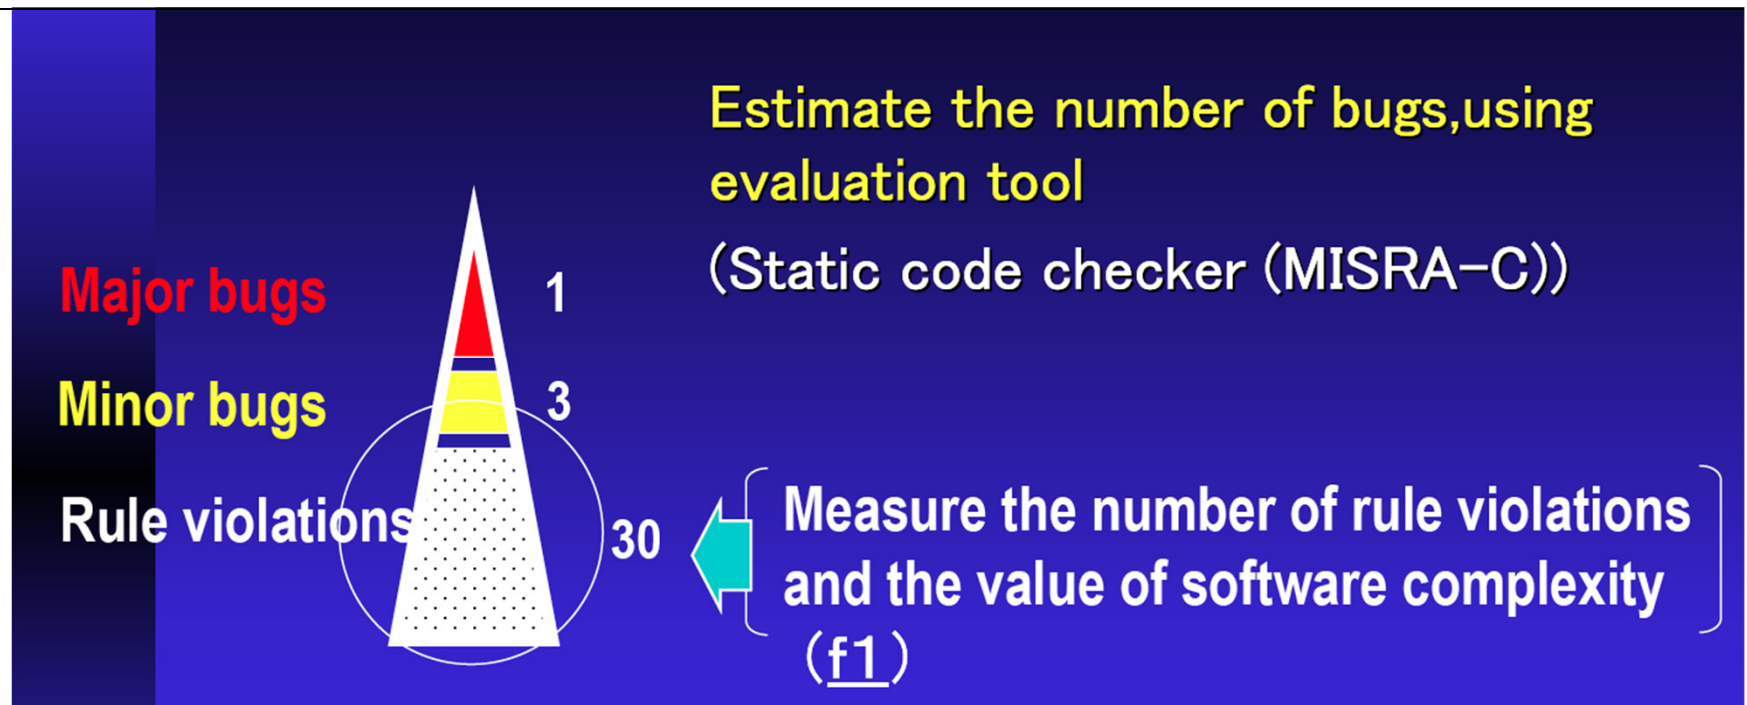 Estimate the number of bugs,using
evaluation tool
(Static code checker (MISRA-C))
Major bugs 1
Minor bugs 3
Rule violations 30
Measure the number of rule violations
and the value of software complexity
(f1)